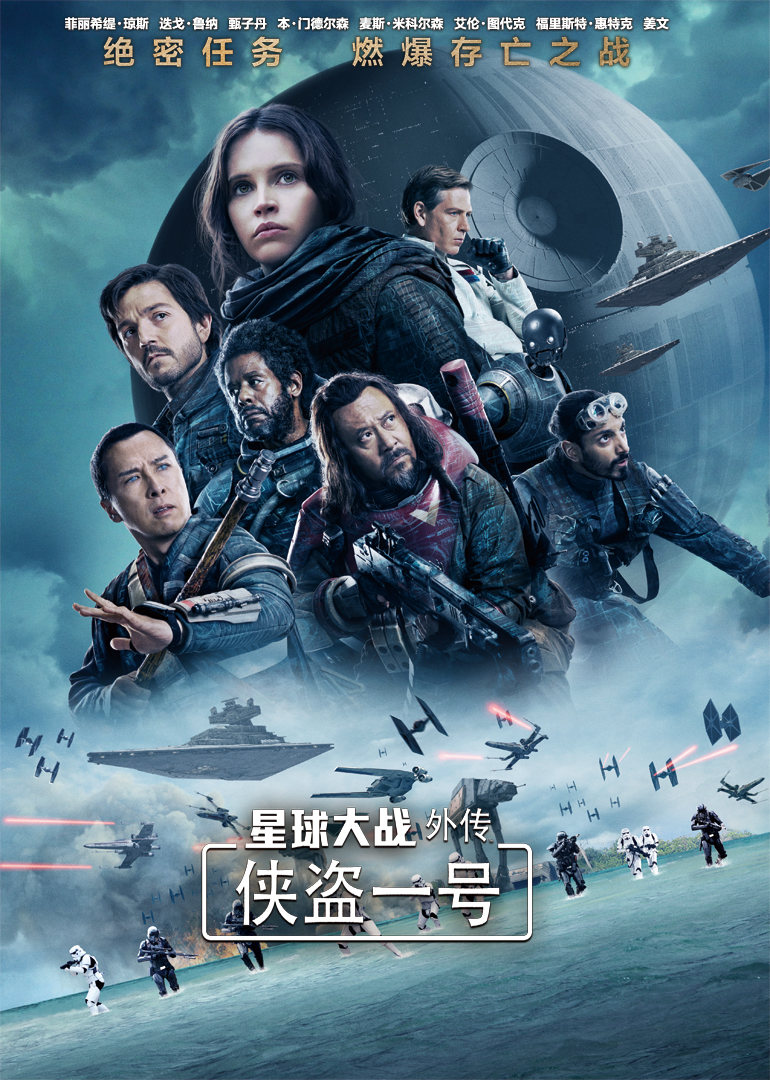 菲丽希缇·琼斯 迭戈·鲁纳 甄子丹 本·门德尔森 麦斯·米科尔森 艾伦·图代克 福里斯特·惠特克 姜文
绝密任务 燃爆存亡之战
星球大战 外传
侠盗一号